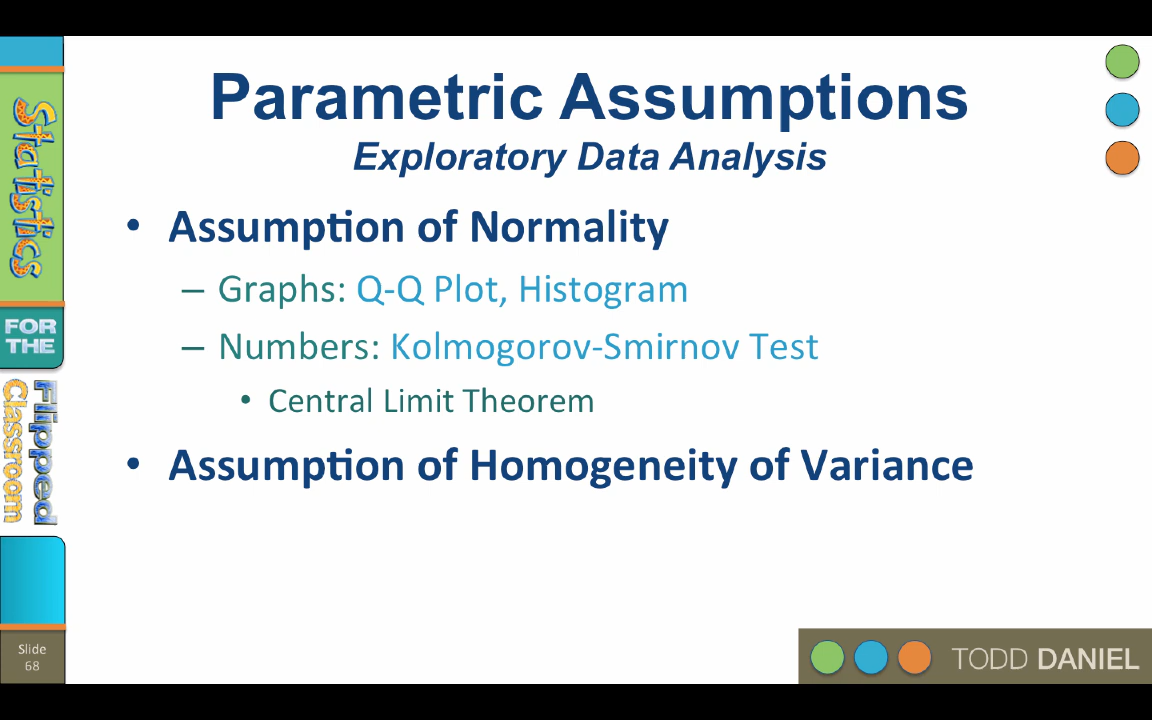 Parametric Assumptions
Exploratory Data Analysis
• Assumption of Normality
– Graphs: Q-Q Plot, Histogram
– Numbers: Kolmogorov-Smirnov Test
• Central Limit Theorem
• Assumption of Homogeneity of Variance
Statistics
FOR
THE
Flipped
Classroom
Slide
68
TODD DANIEL